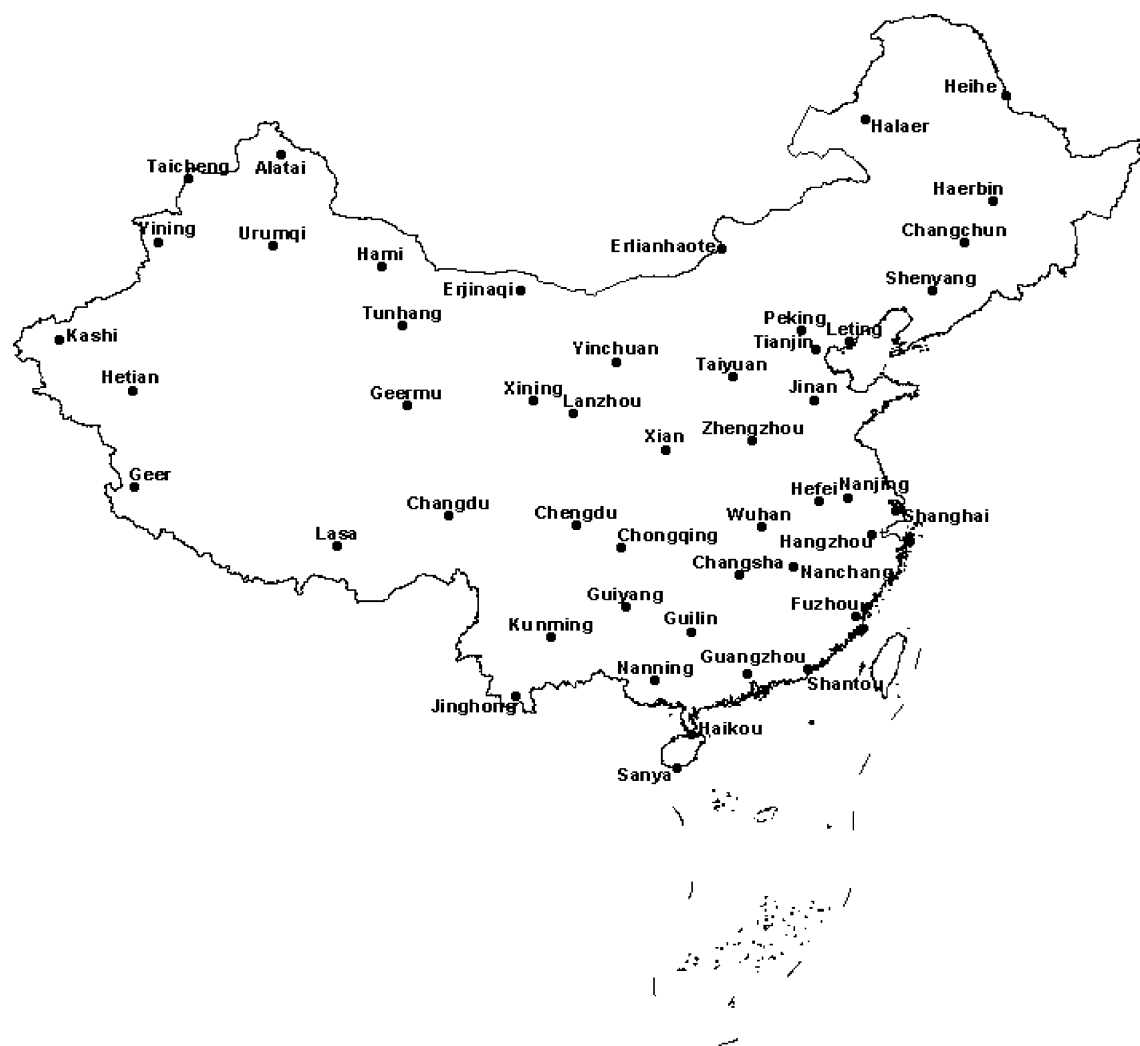 Heihe
Halaer
Taicheng
Alatai
Haerbin
Yining
Urumqi
Changchun
Erlianhaote
Hami
Shenyang
Erjinaqi
Tunhang
Peking
Kashi
Leting
Tianjin
Yinchuan
Taiyuan
Hetian
Jinan
Geermu
Xining
Lanzhou
Zhengzhou
Xian
Geer
Nanjing
Hefei
Changdu
Chengdu
Wuhan
Shanghai
Lasa
Chongqing
Hangzhou
Changsha
Nanchang
Guiyang
Fuzhou
Guilin
Kunming
Guangzhou
Nanning
Shantou
Jinghong
Haikou
Sanya